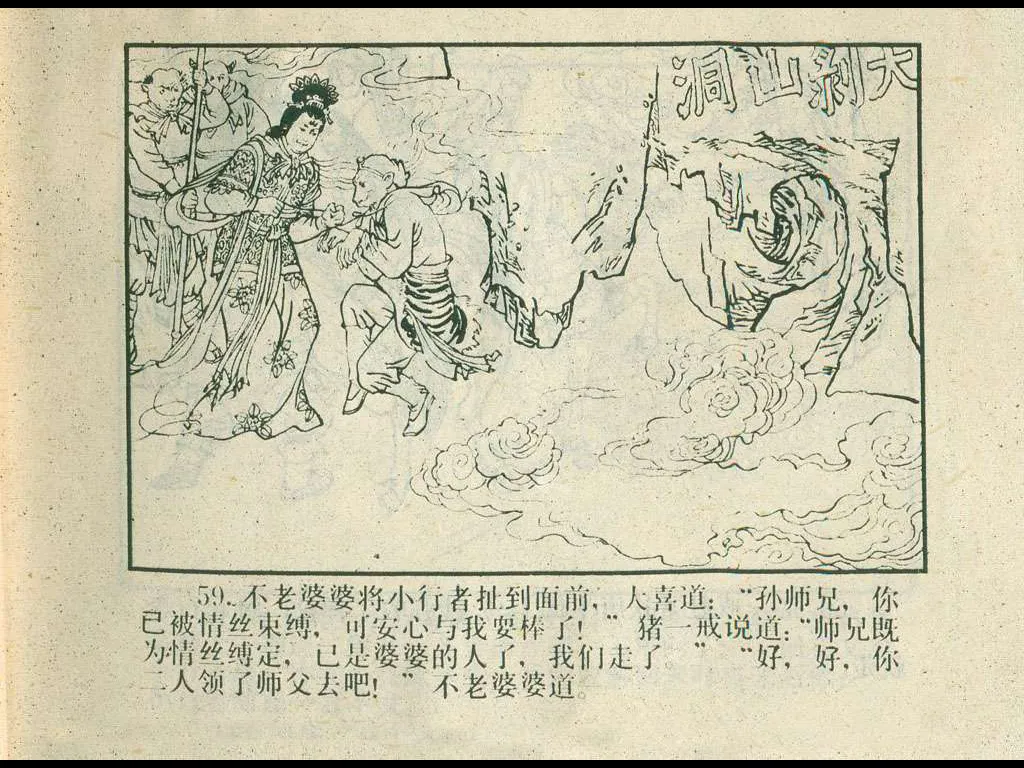 大剥山洞
59. 不老婆婆将小行者扯到面前，大喜道：“孙师兄，你
已被情丝束缚，可安心与我耍棒了！”猪一戒说道：“师兄既
为情丝缚定，已是婆婆的人了，我们走了。”“好，好，你
二人领了师父去吧！”不老婆婆道。